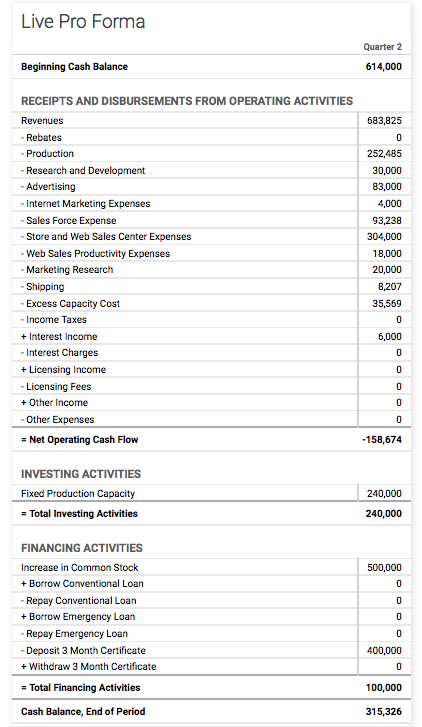 Live Pro Forma
Quarter 2
Beginning Cash Balance 614,000
RECEIPTS AND DISBURSEMENTS FROM OPERATING ACTIVITIES
Revenues 683,825
- Rebates 0
- Production 252,485
- Research and Development 30,000
- Advertising 83,000
- Internet Marketing Expenses 4,000
- Sales Force Expense 93,238
- Store and Web Sales Center Expenses 304,000
- Web Sales Productivity Expenses 18,000
- Marketing Research 20,000
- Shipping 8,207
- Excess Capacity Cost 35,569
- Income Taxes 0
+ Interest Income 6,000
- Interest Charges 0
+ Licensing Income 0
- Licensing Fees 0
+ Other Income 0
- Other Expenses 0
= Net Operating Cash Flow -158,674
INVESTING ACTIVITIES
Fixed Production Capacity 240,000
= Total Investing Activities 240,000
FINANCING ACTIVITIES
Increase in Common Stock 500,000
+ Borrow Conventional Loan 0
- Repay Conventional Loan 0
+ Borrow Emergency Loan 0
- Repay Emergency Loan 0
- Deposit 3 Month Certificate 400,000
+ Withdraw 3 Month Certificate 0
= Total Financing Activities 100,000
Cash Balance, End of Period 315,326